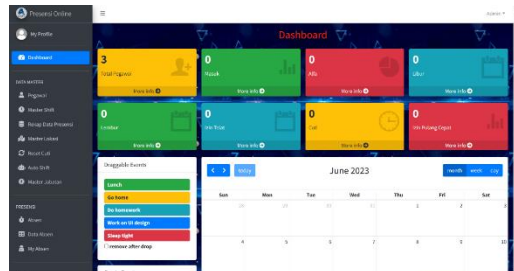 Presensi Online
Admin
My Profile
Dashboard
Dashboard
DATA MASTER
Pegawai
Master Shift
Rekap Data Presensi
Master Lokasi
Reset Cuti
Auto Shift
Master Jabatan
PRESENSI
Absen
Data Absen
My Absen
3
Total Pegawai
More info
0
Masuk
More info
0
Alfa
More info
0
Libur
More info
0
Lembur
More info
0
Izin Telat
More info
0
Cuti
More info
0
Izin Pulang Cepat
More info
Draggable Events
Lunch
Go home
Do homework
Work on UI design
Sleep tight
remove after drop
today
June 2023
month week day
Sun Mon Tue Wed Thu Fri Sat
28 29 30 31 1 2 3
4 5 6 7 8 9 10